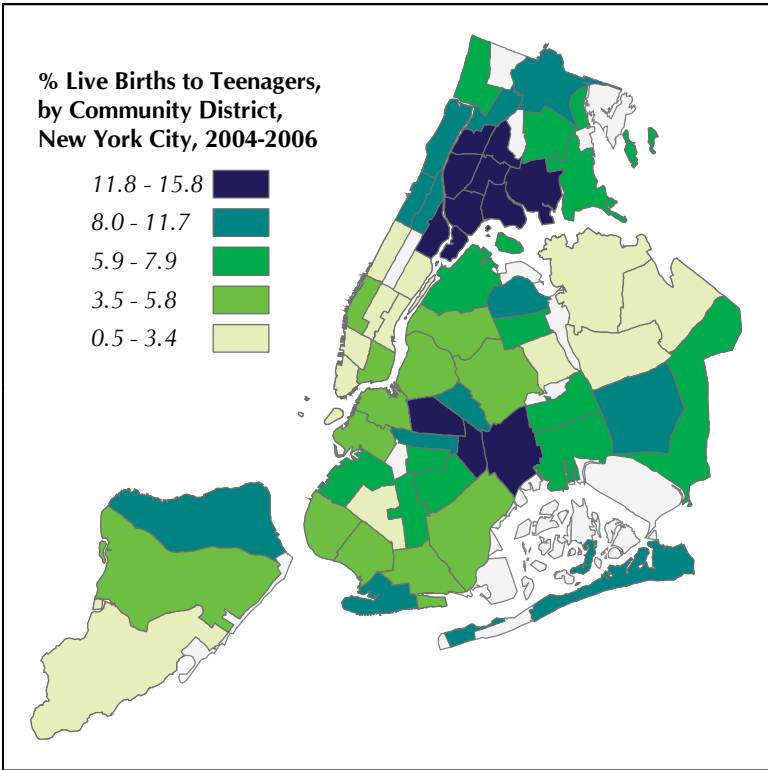 % Live Births to Teenagers,
by Community District,
New York City, 2004-2006
11.8 - 15.8
8.0 - 11.7
5.9 - 7.9
3.5 - 5.8
0.5 - 3.4